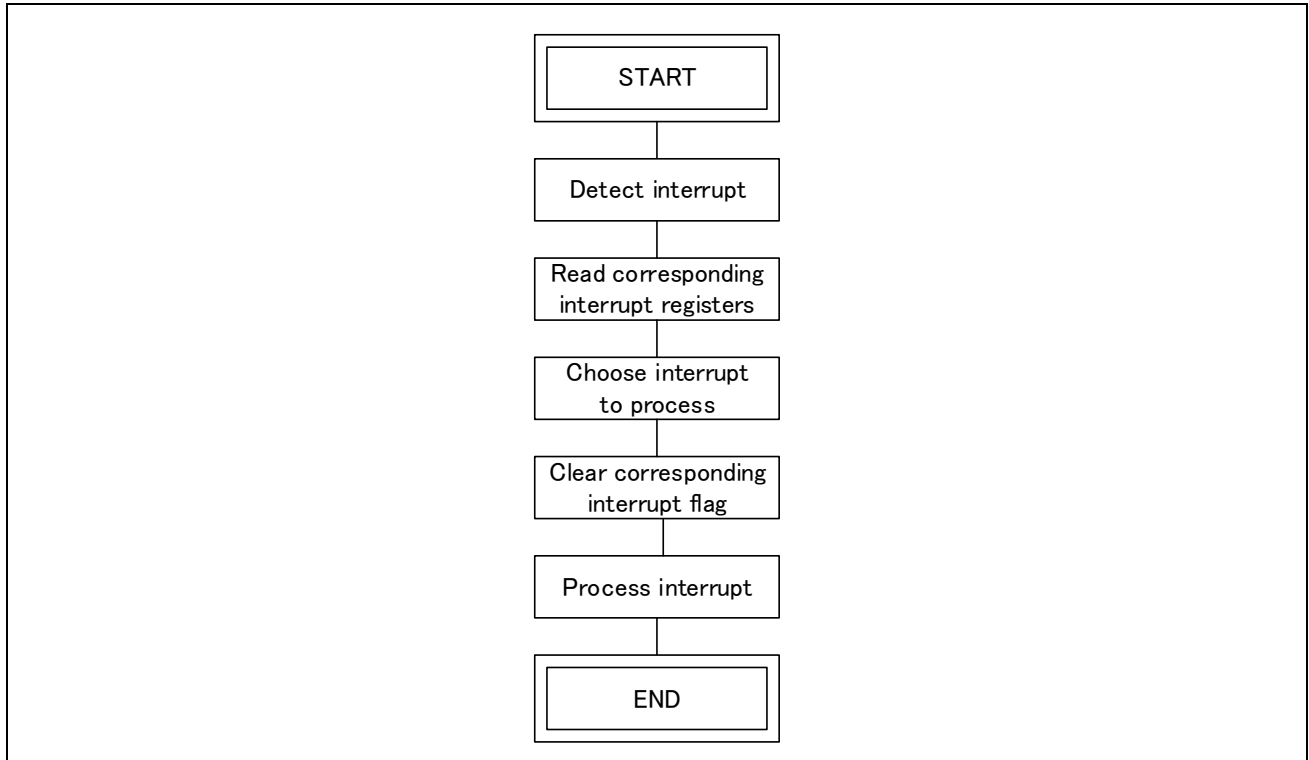 START
Detect interrupt
Read corresponding
interrupt registers
Choose interrupt
to process
Clear corresponding
interrupt flag
Process interrupt
END